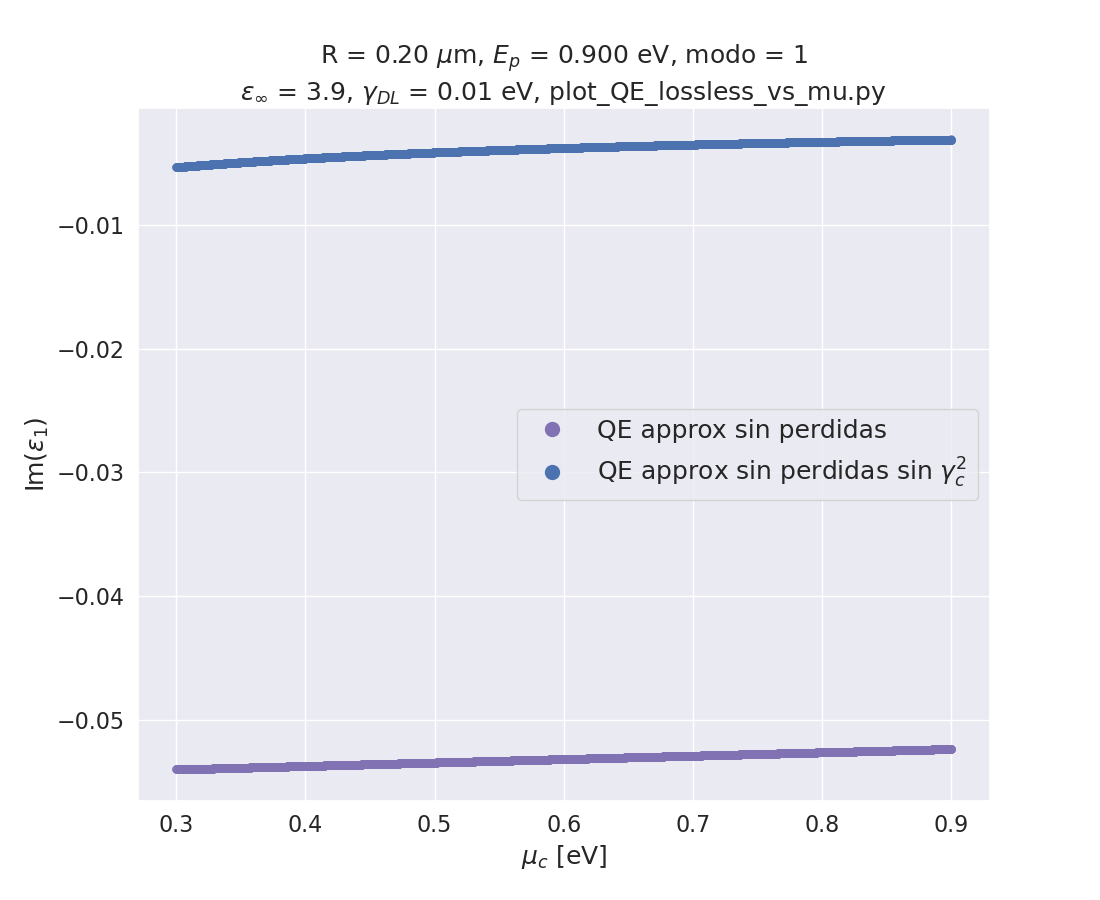 R = 0.20 μm, E_p = 0.900 eV, modo = 1
ε_∞ = 3.9, γ_DL = 0.01 eV, plot_QE_lossless_vs_mu.py
−0.01
−0.02
−0.03
−0.04
−0.05
Im(ε₁)
QE approx sin perdidas
QE approx sin perdidas sin γ_c^2
0.3 0.4 0.5 0.6 0.7 0.8 0.9
μ_c [eV]